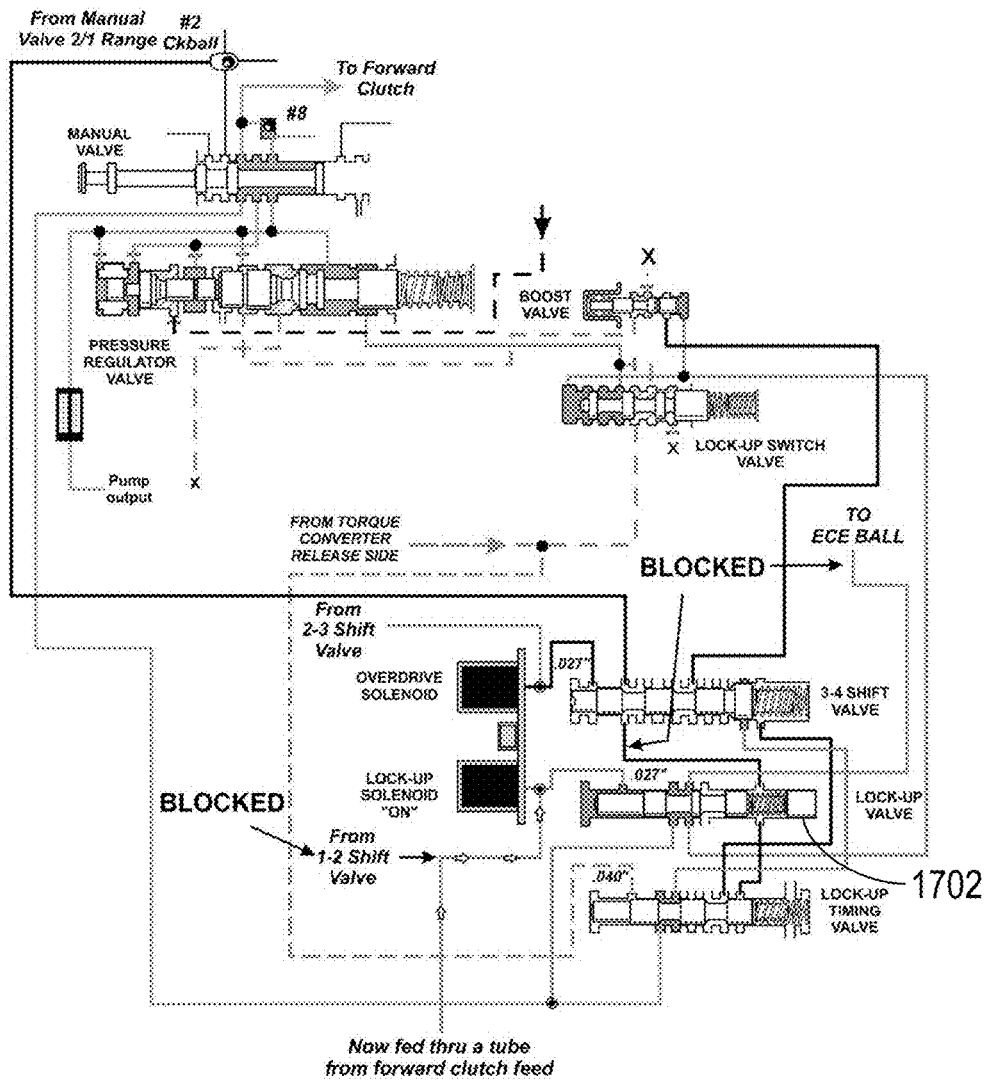 From Manual
Valve 2/1 Range
#2
Ckball
To Forward
Clutch
#8
MANUAL
VALVE
BOOST
VALVE
X
PRESSURE
REGULATOR
VALVE
LOCK-UP SWITCH
VALVE
X
Pump
output
X
FROM TORQUE
CONVERTER
RELEASE SIDE
TO
ECE BALL
BLOCKED
From
2-3 Shift
Valve
OVERDRIVE
SOLENOID
.027"
3-4 SHIFT
VALVE
LOCK-UP
SOLENOID
"ON"
.027"
LOCK-UP
VALVE
BLOCKED
From
1-2 Shift
Valve
.040"
1702
LOCK-UP
TIMING
VALVE
Now fed thru a tube
from forward clutch feed